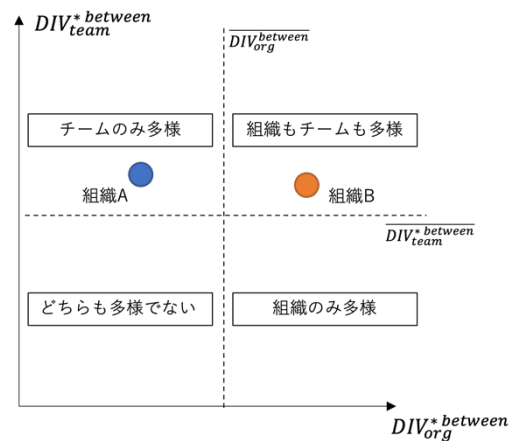 DIV*between team
DIVbetween org
チームのみ多様
組織もチームも多様
組織A
組織B
DIV*between team
どちらも多様でない
組織のみ多様
DIV*between org